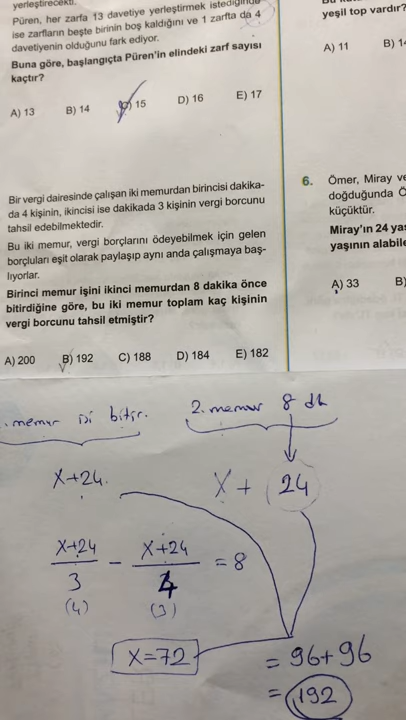 yerleştirecekti.
Püren, her zarfa 13 davetiye yerleştirmek istediğinde
ise zarfların beşte birinin boş kaldığını ve 1 zarfta da 4
davetiyenin olduğunu fark ediyor.
Buna göre, başlangıçta Püren'in elindeki zarf sayısı
kaçtır?
A) 13 B) 14 C) 15 D) 16 E) 17
Bir vergi dairesinde çalışan iki memurdan birincisi dakika-
da 4 kişinin, ikincisi ise dakikada 3 kişinin vergi borcunu
tahsil edebilmektedir.
Bu iki memur, vergi borçlarını ödeyebilmek için gelen
borçluları eşit olarak paylaşıp aynı anda çalışmaya baş-
lıyorlar.
Birinci memur işini ikinci memurdan 8 dakika önce
bitirdiğine göre, bu iki memur toplam kaç kişinin
vergi borcunu tahsil etmiştir?
A) 200 B) 192 C) 188 D) 184 E) 182
yeşil top vardır?
A) 11 B)
6. Ömer, Miray ve
doğduğunda
küçüktür.
Miray'ın 24 yaş
yaşının alabile
A) 33 B)
. memur işi bitir. 2. memur 8 dk
x+24. x + 24
x+24 / 3 - x+24 / 4 = 8
(4) (3)
x=72 = 96+96
= 192